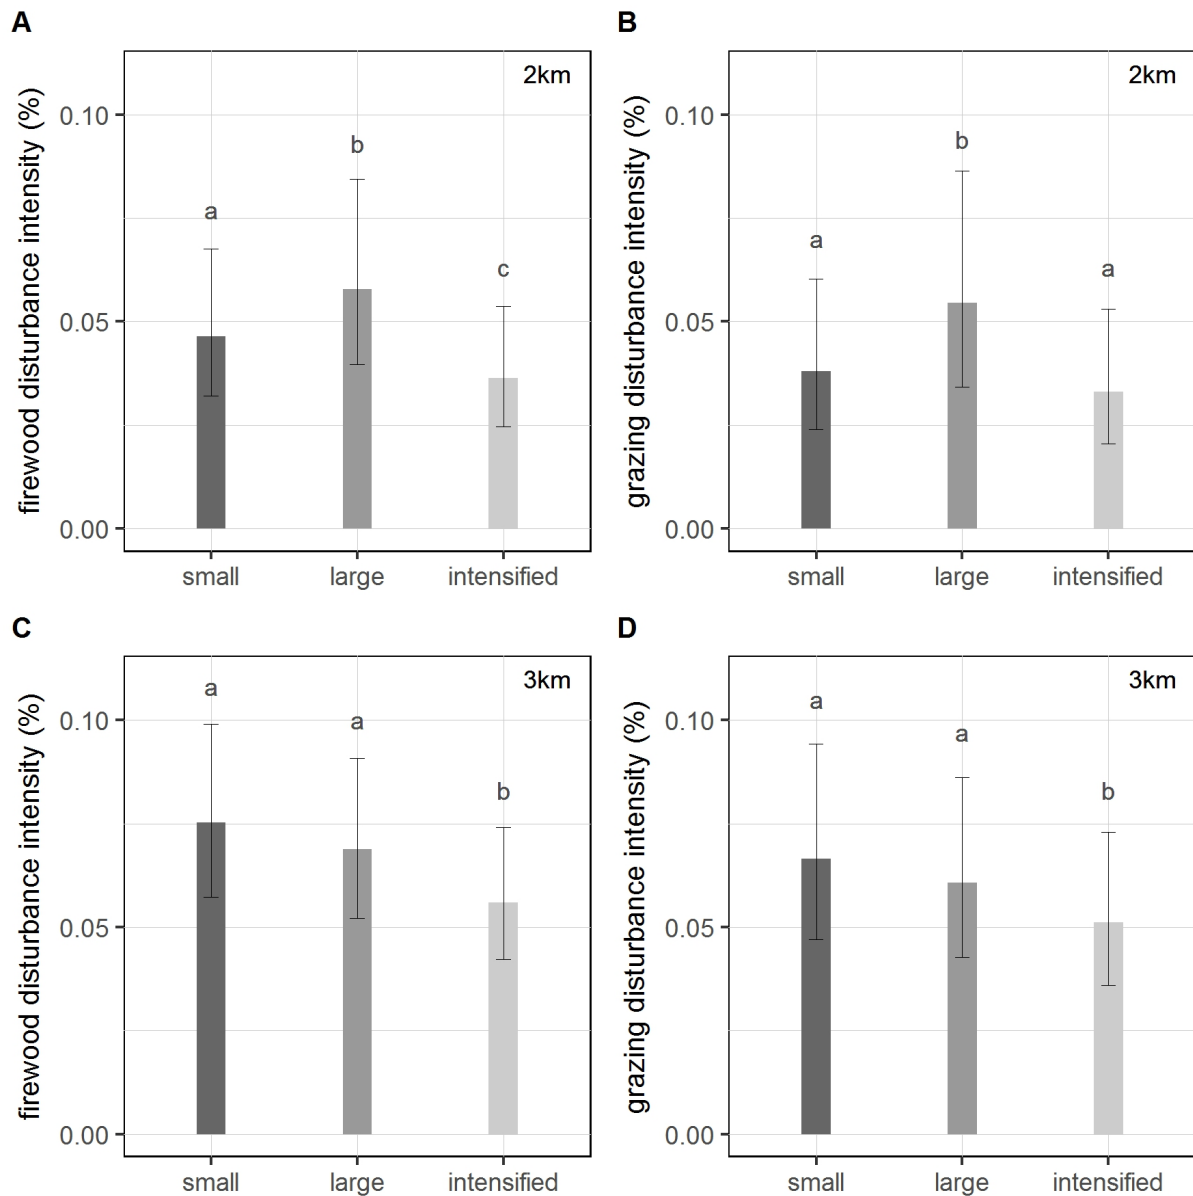 A
2km
firewood disturbance intensity (%)
0.10
0.05
0.00
a
b
c
small large intensified
B
2km
grazing disturbance intensity (%)
0.10
0.05
0.00
a
b
a
small large intensified
C
3km
firewood disturbance intensity (%)
0.10
0.05
0.00
a
a
b
small large intensified
D
3km
grazing disturbance intensity (%)
0.10
0.05
0.00
a
a
b
small large intensified